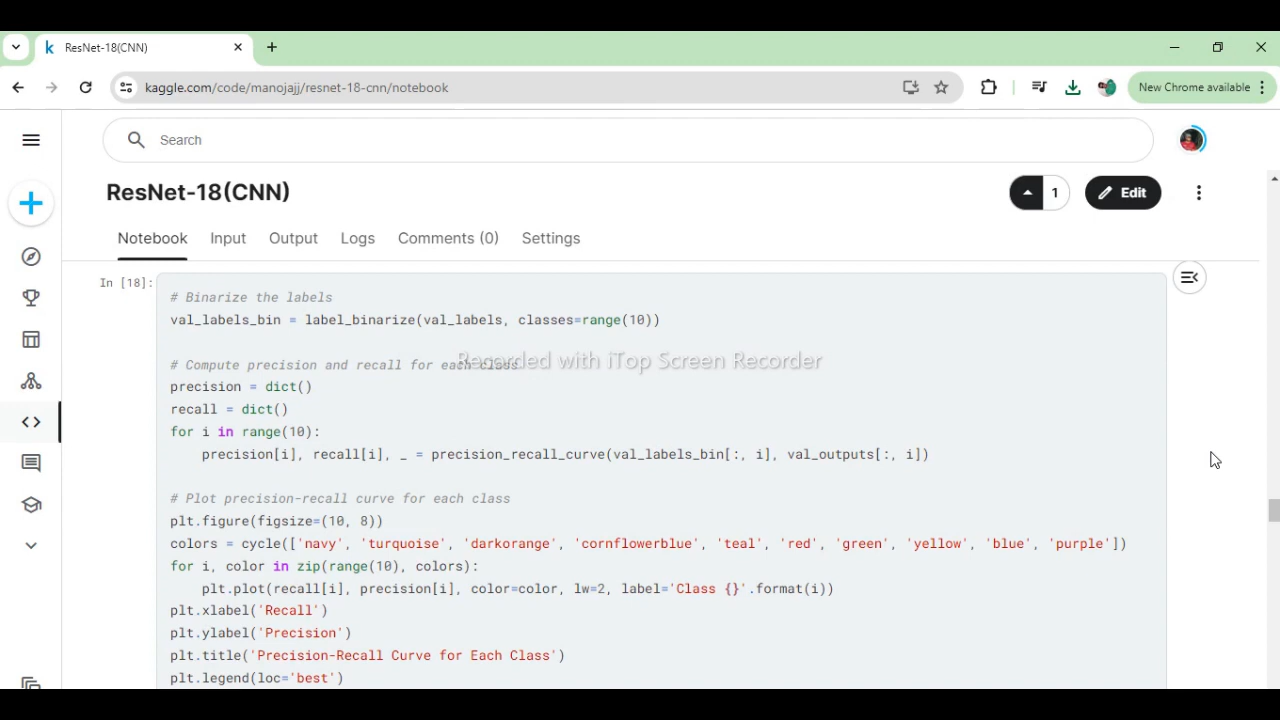 ResNet-18(CNN)
kaggle.com/code/manojajj/resnet-18-cnn/notebook
New Chrome available
Search
ResNet-18(CNN)
1
Edit
Notebook Input Output Logs Comments (0) Settings
In [18]:
# Binarize the labels
val_labels_bin = label_binarize(val_labels, classes=range(10))
# Compute precision and recall for each class
Recorded with iTop Screen Recorder
precision = dict()
recall = dict()
for i in range(10):
    precision[i], recall[i], _ = precision_recall_curve(val_labels_bin[:, i], val_outputs[:, i])
# Plot precision-recall curve for each class
plt.figure(figsize=(10, 8))
colors = cycle(['navy', 'turquoise', 'darkorange', 'cornflowerblue', 'teal', 'red', 'green', 'yellow', 'blue', 'purple'])
for i, color in zip(range(10), colors):
    plt.plot(recall[i], precision[i], color=color, lw=2, label='Class {}'.format(i))
plt.xlabel('Recall')
plt.ylabel('Precision')
plt.title('Precision-Recall Curve for Each Class')
plt.legend(loc='best')